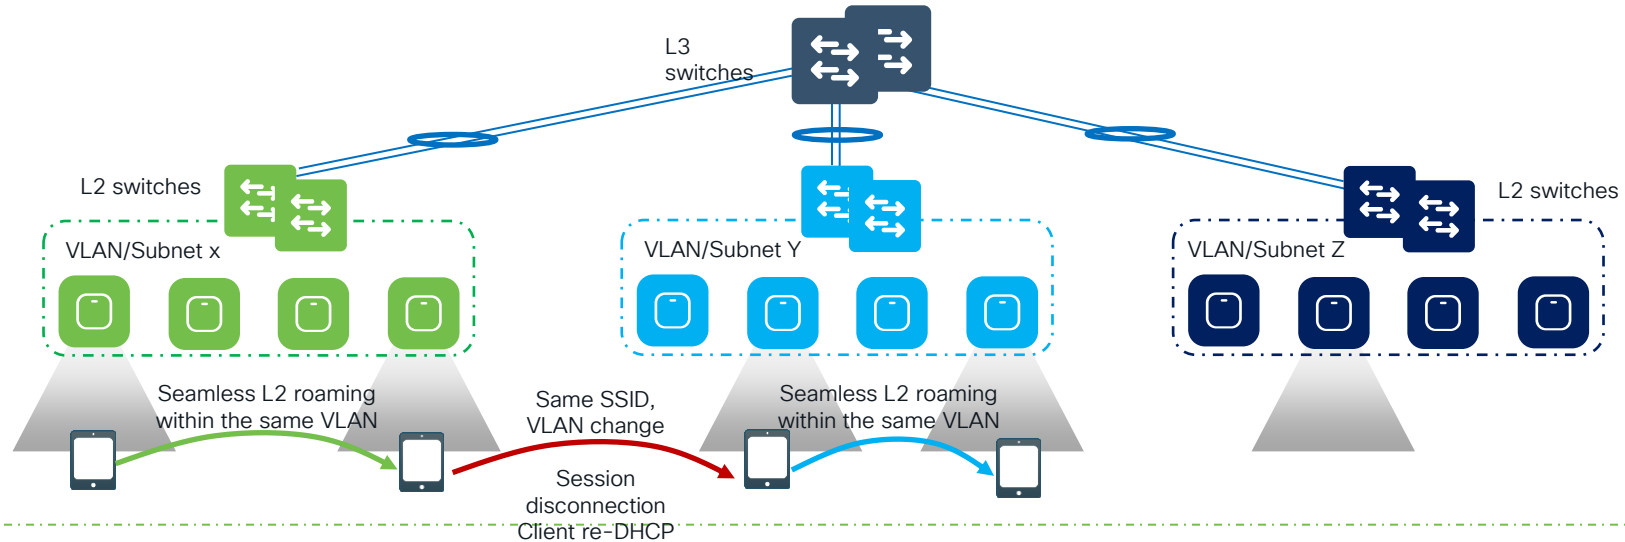 L3
switches
L2 switches
L2 switches
VLAN/Subnet x
VLAN/Subnet Y
VLAN/Subnet Z
Seamless L2 roaming
within the same VLAN
Same SSID,
VLAN change
Seamless L2 roaming
within the same VLAN
Session
disconnection
Client re-DHCP